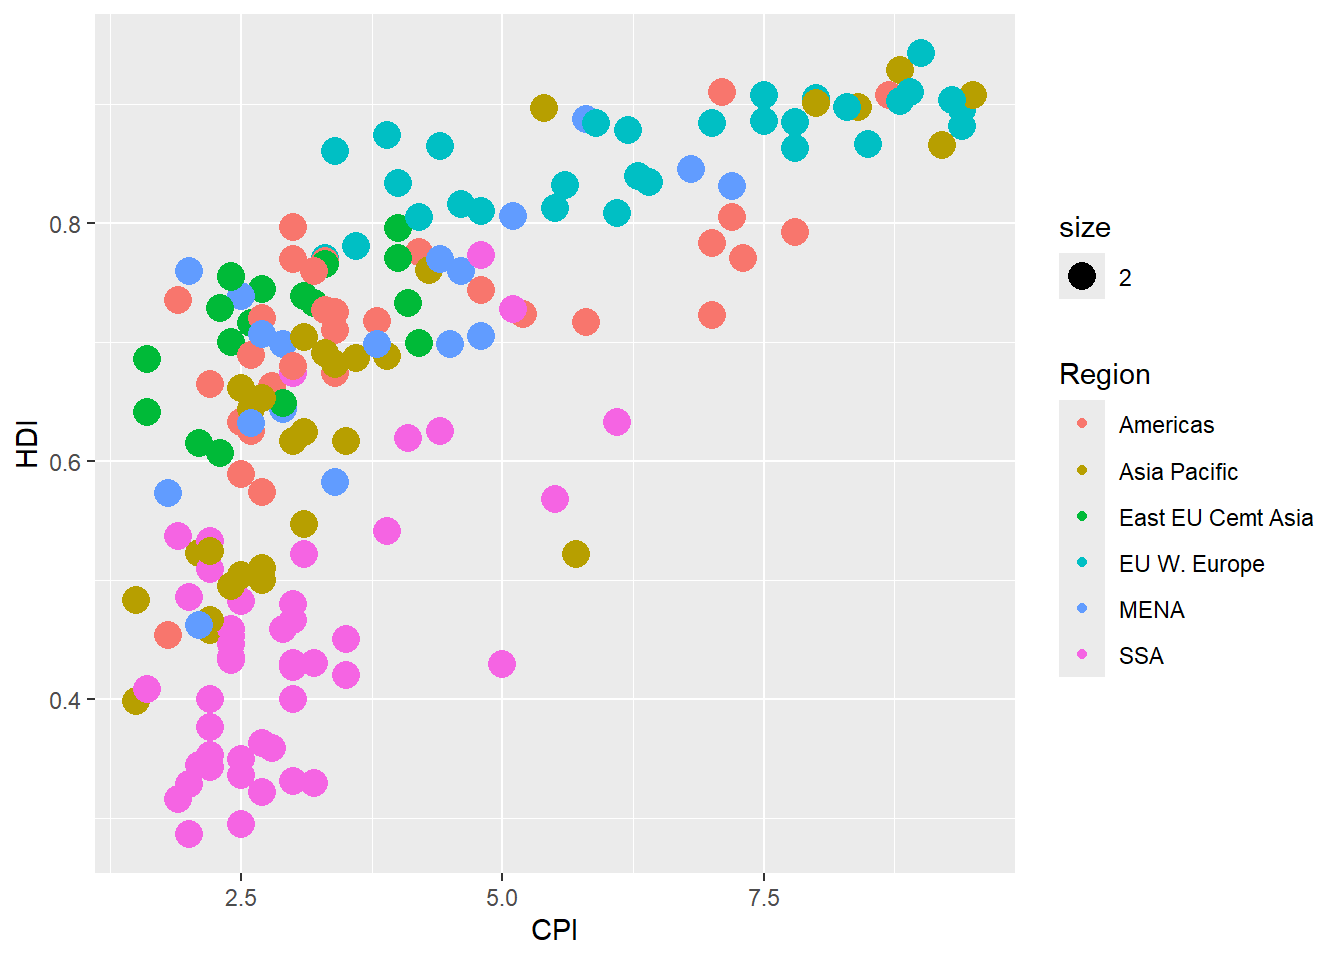 HDI
0.8
0.6
0.4
2.5 5.0 7.5
CPI
size
2
Region
Americas
Asia Pacific
East EU Cemt Asia
EU W. Europe
MENA
SSA